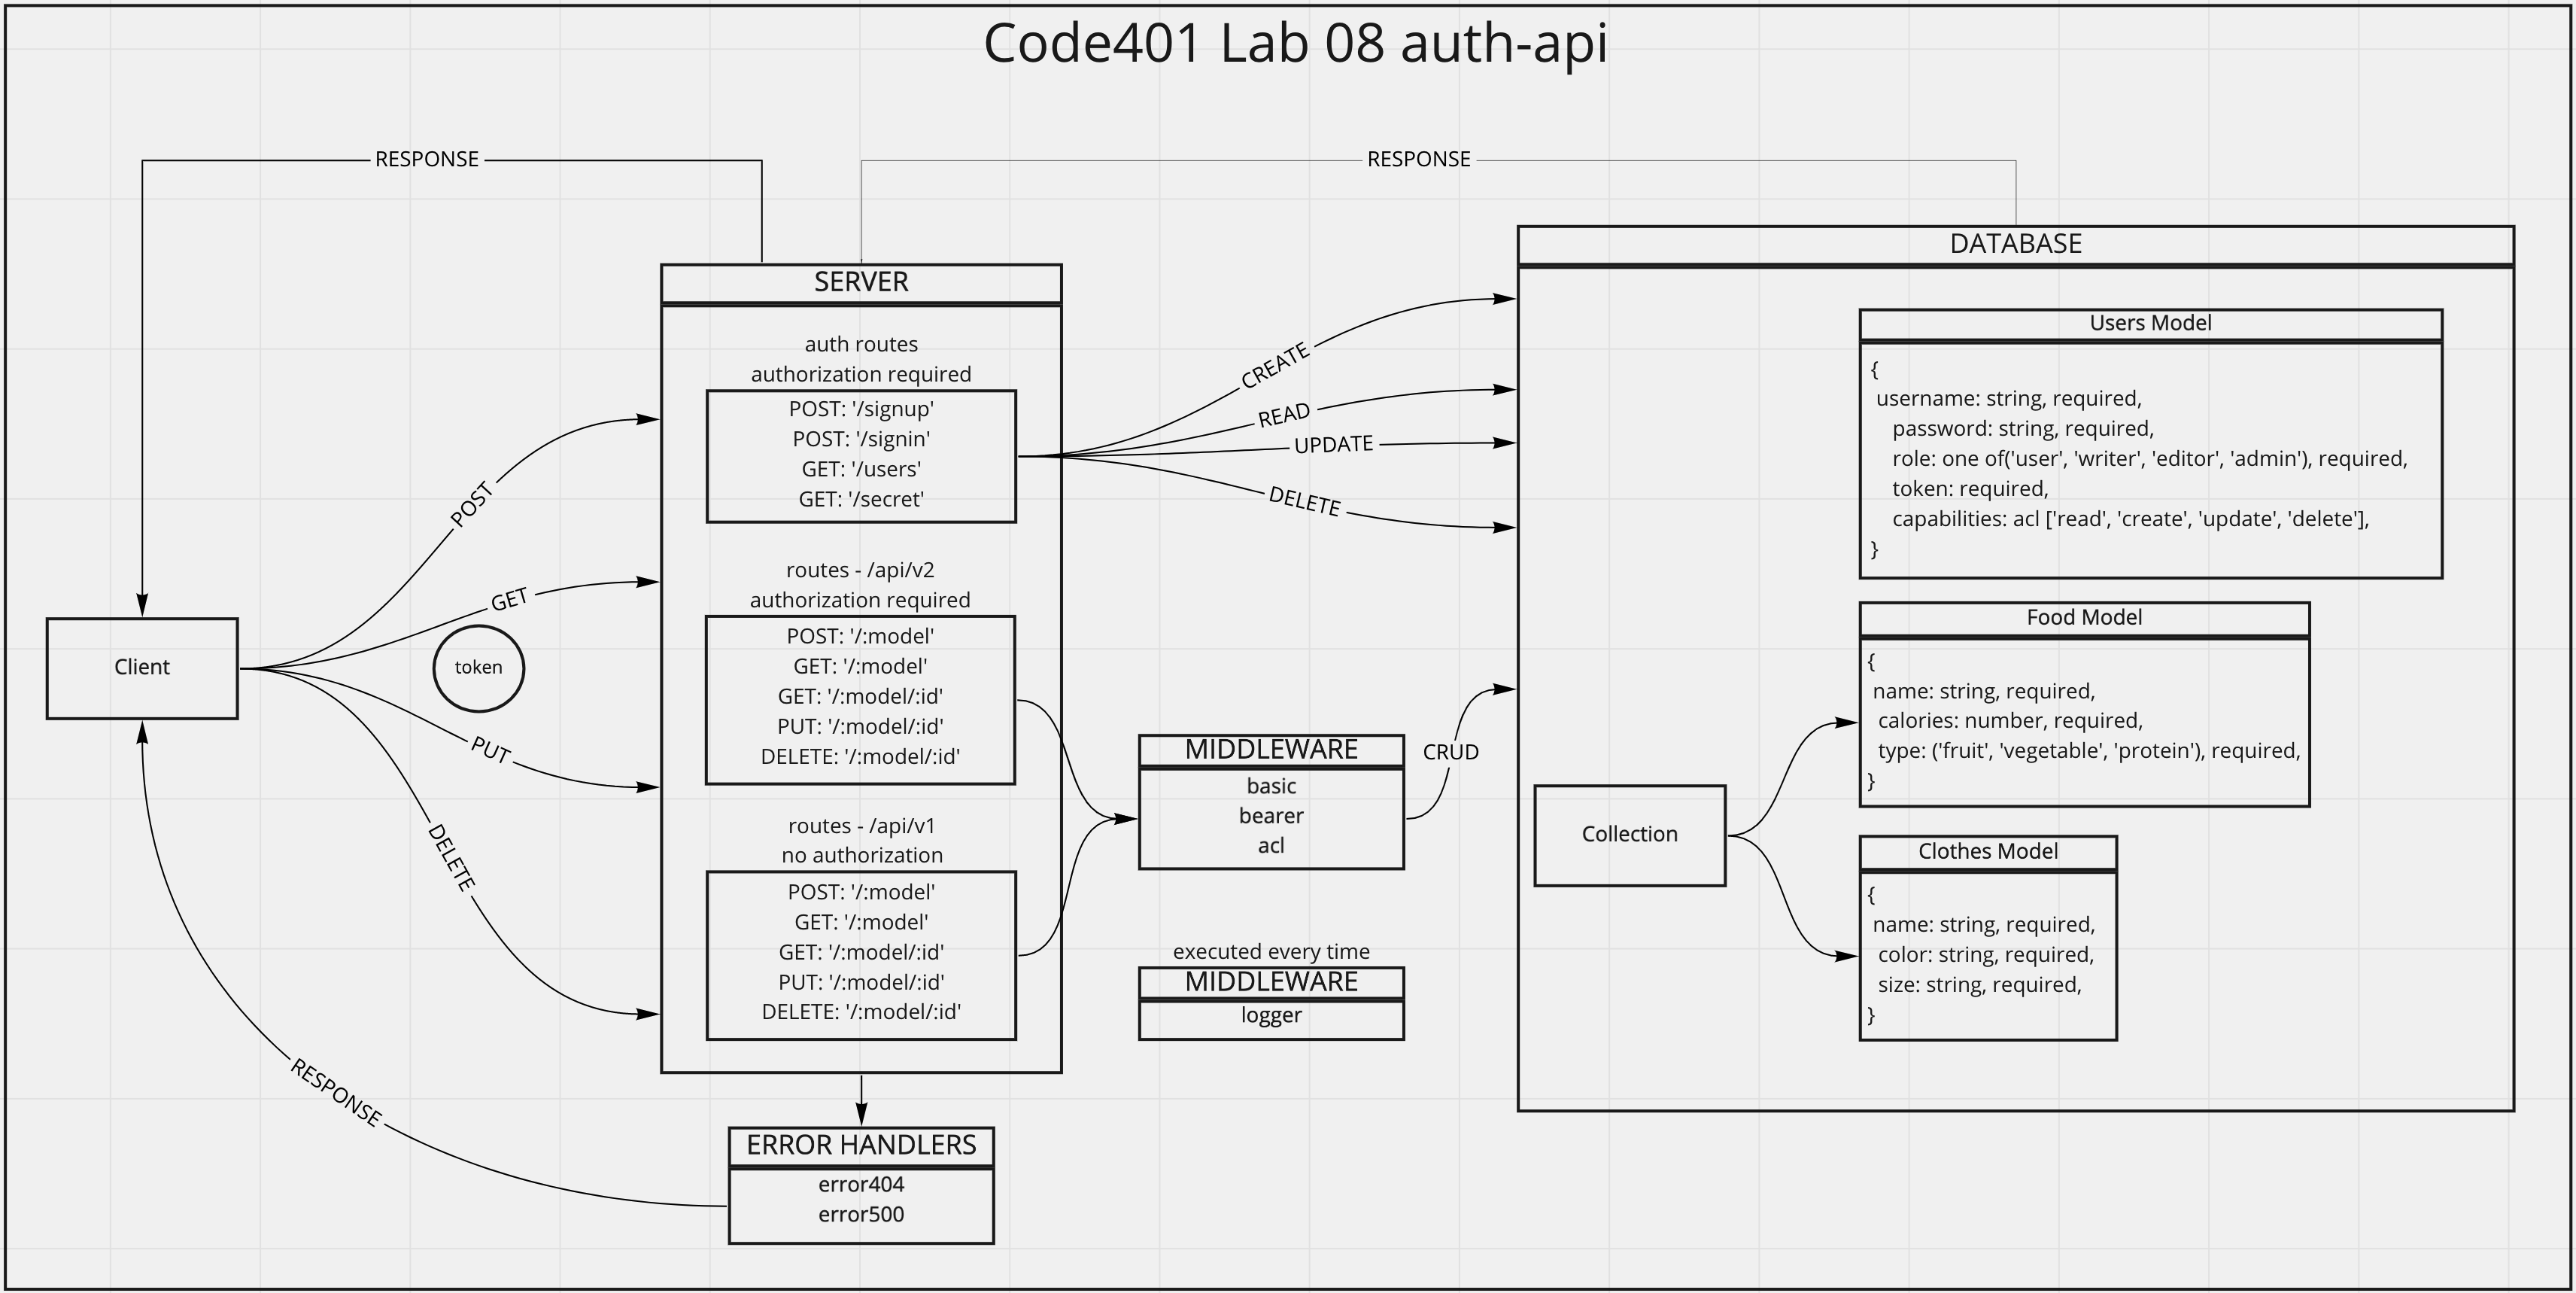 Code401 Lab 08 auth-api
RESPONSE
RESPONSE
Client
token
POST
GET
PUT
DELETE
RESPONSE
SERVER
auth routes
authorization required
POST: '/signup'
POST: '/signin'
GET: '/users'
GET: '/secret'
routes - /api/v2
authorization required
POST: '/:model'
GET: '/:model'
GET: '/:model/:id'
PUT: '/:model/:id'
DELETE: '/:model/:id'
routes - /api/v1
no authorization
POST: '/:model'
GET: '/:model'
GET: '/:model/:id'
PUT: '/:model/:id'
DELETE: '/:model/:id'
ERROR HANDLERS
error404
error500
CREATE
READ
UPDATE
DELETE
MIDDLEWARE
basic
bearer
acl
CRUD
executed every time
MIDDLEWARE
logger
DATABASE
Users Model
{
username: string, required,
password: string, required,
role: one of('user', 'writer', 'editor', 'admin'), required,
token: required,
capabilities: acl ['read', 'create', 'update', 'delete'],
}
Collection
Food Model
{
name: string, required,
calories: number, required,
type: ('fruit', 'vegetable', 'protein'), required,
}
Clothes Model
{
name: string, required,
color: string, required,
size: string, required,
}